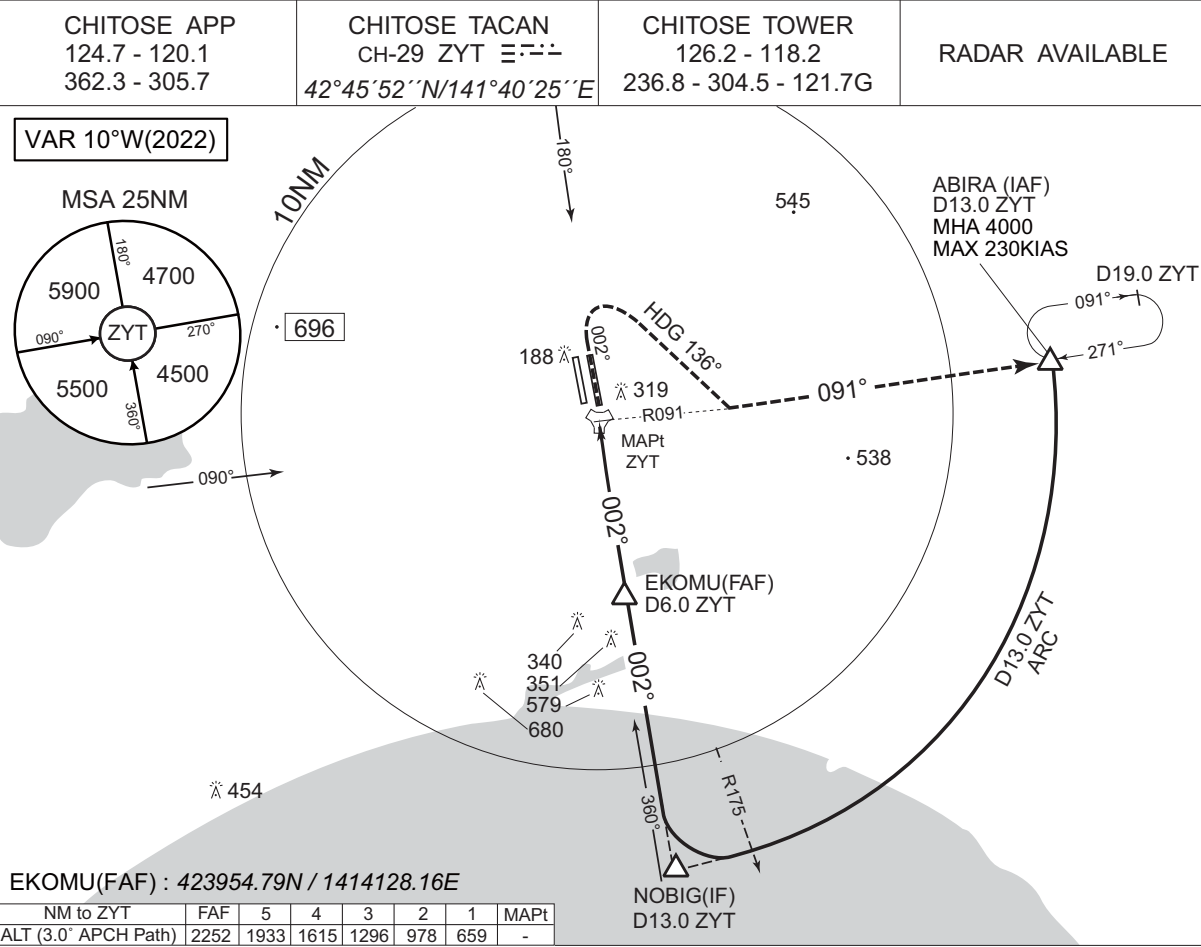 CHITOSE APP
124.7 - 120.1
362.3 - 305.7
CHITOSE TACAN
CH-29 ZYT
42°45´52´´N/141°40´25´´E
CHITOSE TOWER
126.2 - 118.2
236.8 - 304.5 - 121.7G
RADAR AVAILABLE
VAR 10°W(2022)
MSA 25NM
180°
5900
4700
090°
ZYT
270°
5500
4500
360°
10NM
180°
545
ABIRA (IAF)
D13.0 ZYT
MHA 4000
MAX 230KIAS
D19.0 ZYT
091°
271°
696
002°
HDG 136°
188
319
R091
091°
MAPt
ZYT
538
090°
002°
EKOMU(FAF)
D6.0 ZYT
340
351
579
680
002°
D13.0 ZYT
ARC
454
360°
R175
NOBIG(IF)
D13.0 ZYT
EKOMU(FAF) : 423954.79N / 1414128.16E
NM to ZYT FAF 5 4 3 2 1 MAPt
ALT (3.0° APCH Path) 2252 1933 1615 1296 978 659 -